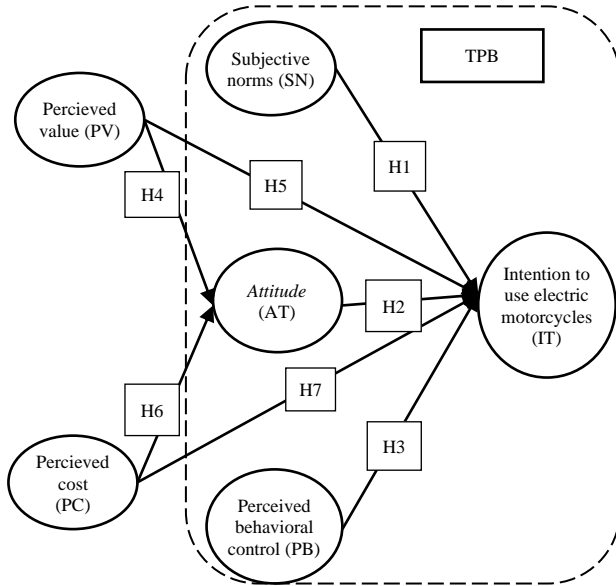 TPB
Subjective
norms (SN)
Percieved
value (PV)
H1
H4
H5
Attitude
(AT)
H2
Intention to
use electric
motorcycles
(IT)
H6
H7
H3
Percieved
cost
(PC)
Perceived
behavioral
control (PB)